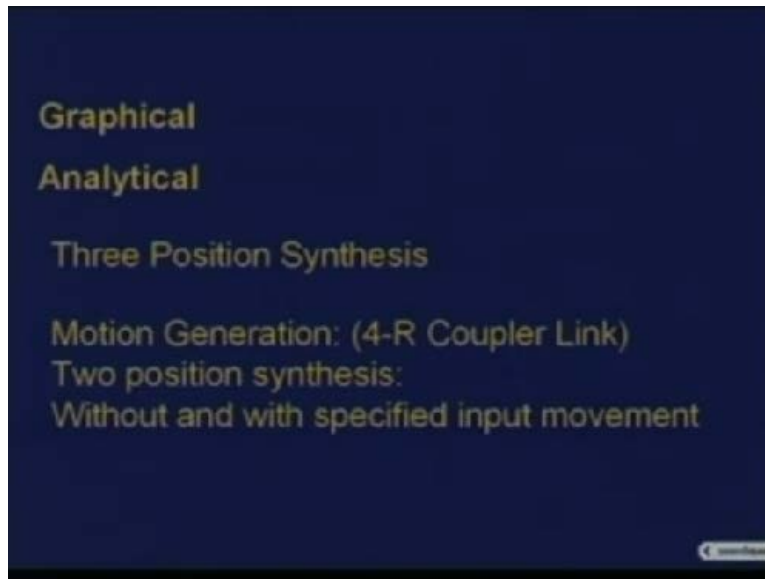 Graphical
Analytical
Three Position Synthesis
Motion Generation: (4-R Coupler Link)
Two position synthesis:
Without and with specified input movement